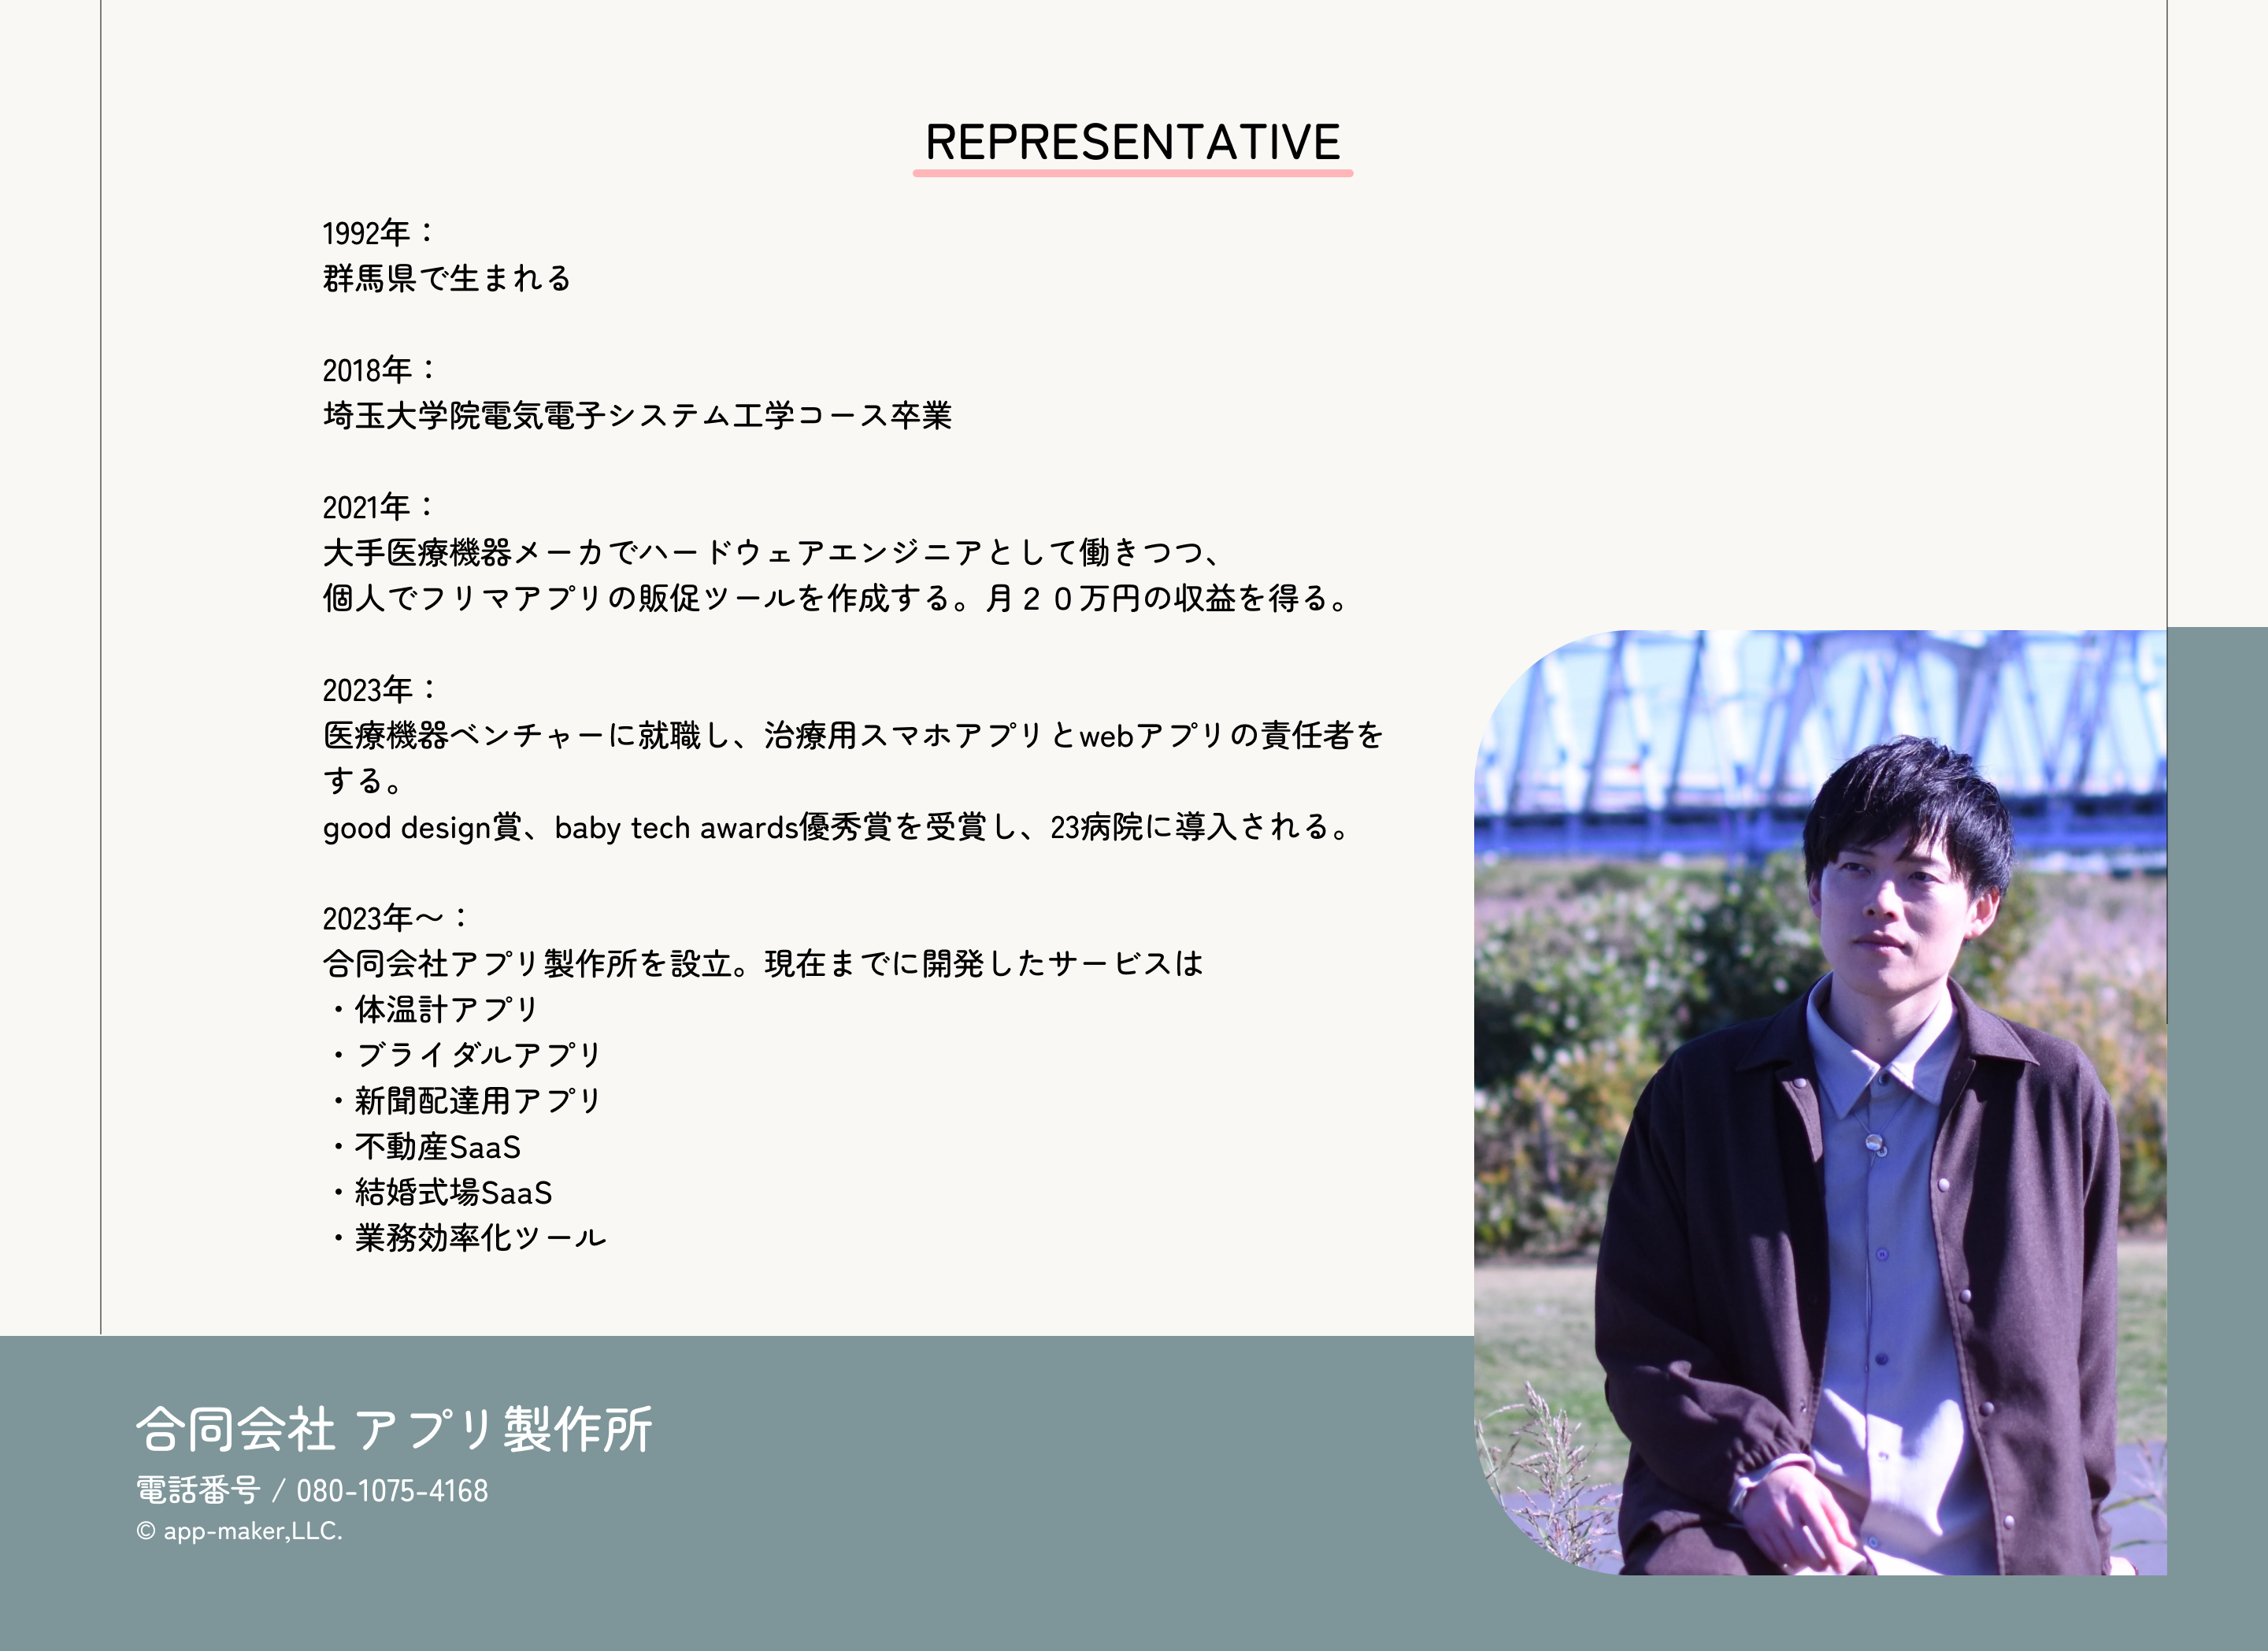 REPRESENTATIVE
1992年：
群馬県で生まれる
2018年：
埼玉大学院電気電子システム工学コース卒業
2021年：
大手医療機器メーカでハードウェアエンジニアとして働きつつ、
個人でフリマアプリの販促ツールを作成する。月２０万円の収益を得る。
2023年：
医療機器ベンチャーに就職し、治療用スマホアプリとwebアプリの責任者を
する。
good design賞、baby tech awards優秀賞を受賞し、23病院に導入される。
2023年〜：
合同会社アプリ製作所を設立。現在までに開発したサービスは
・体温計アプリ
・ブライダルアプリ
・新聞配達用アプリ
・不動産SaaS
・結婚式場SaaS
・業務効率化ツール
合同会社 アプリ製作所
電話番号 / 080-1075-4168
© app-maker,LLC.